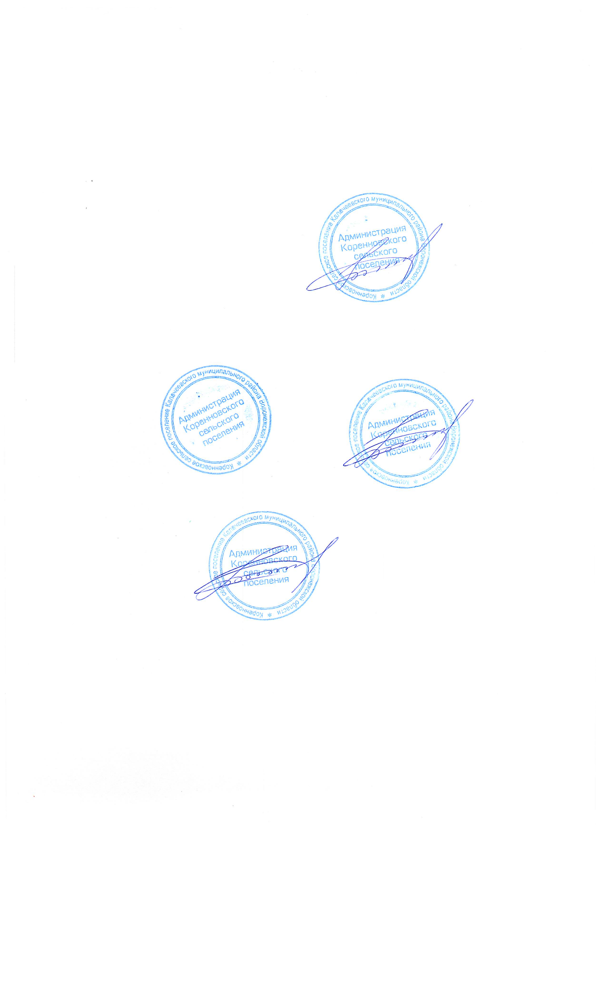 Коренновское сельское поселение Калачеевского муниципального района Воронежской области *
Администрация
Коренновского
сельского
поселения
Коренновское сельское поселение Калачеевского муниципального района Воронежской области *
Администрация
Коренновского
сельского
поселения
Коренновское сельское поселение Калачеевского муниципального района Воронежской области *
Администрация
Коренновского
сельского
поселения
Коренновское сельское поселение Калачеевского муниципального района Воронежской области *
Администрация
Коренновского
сельского
поселения